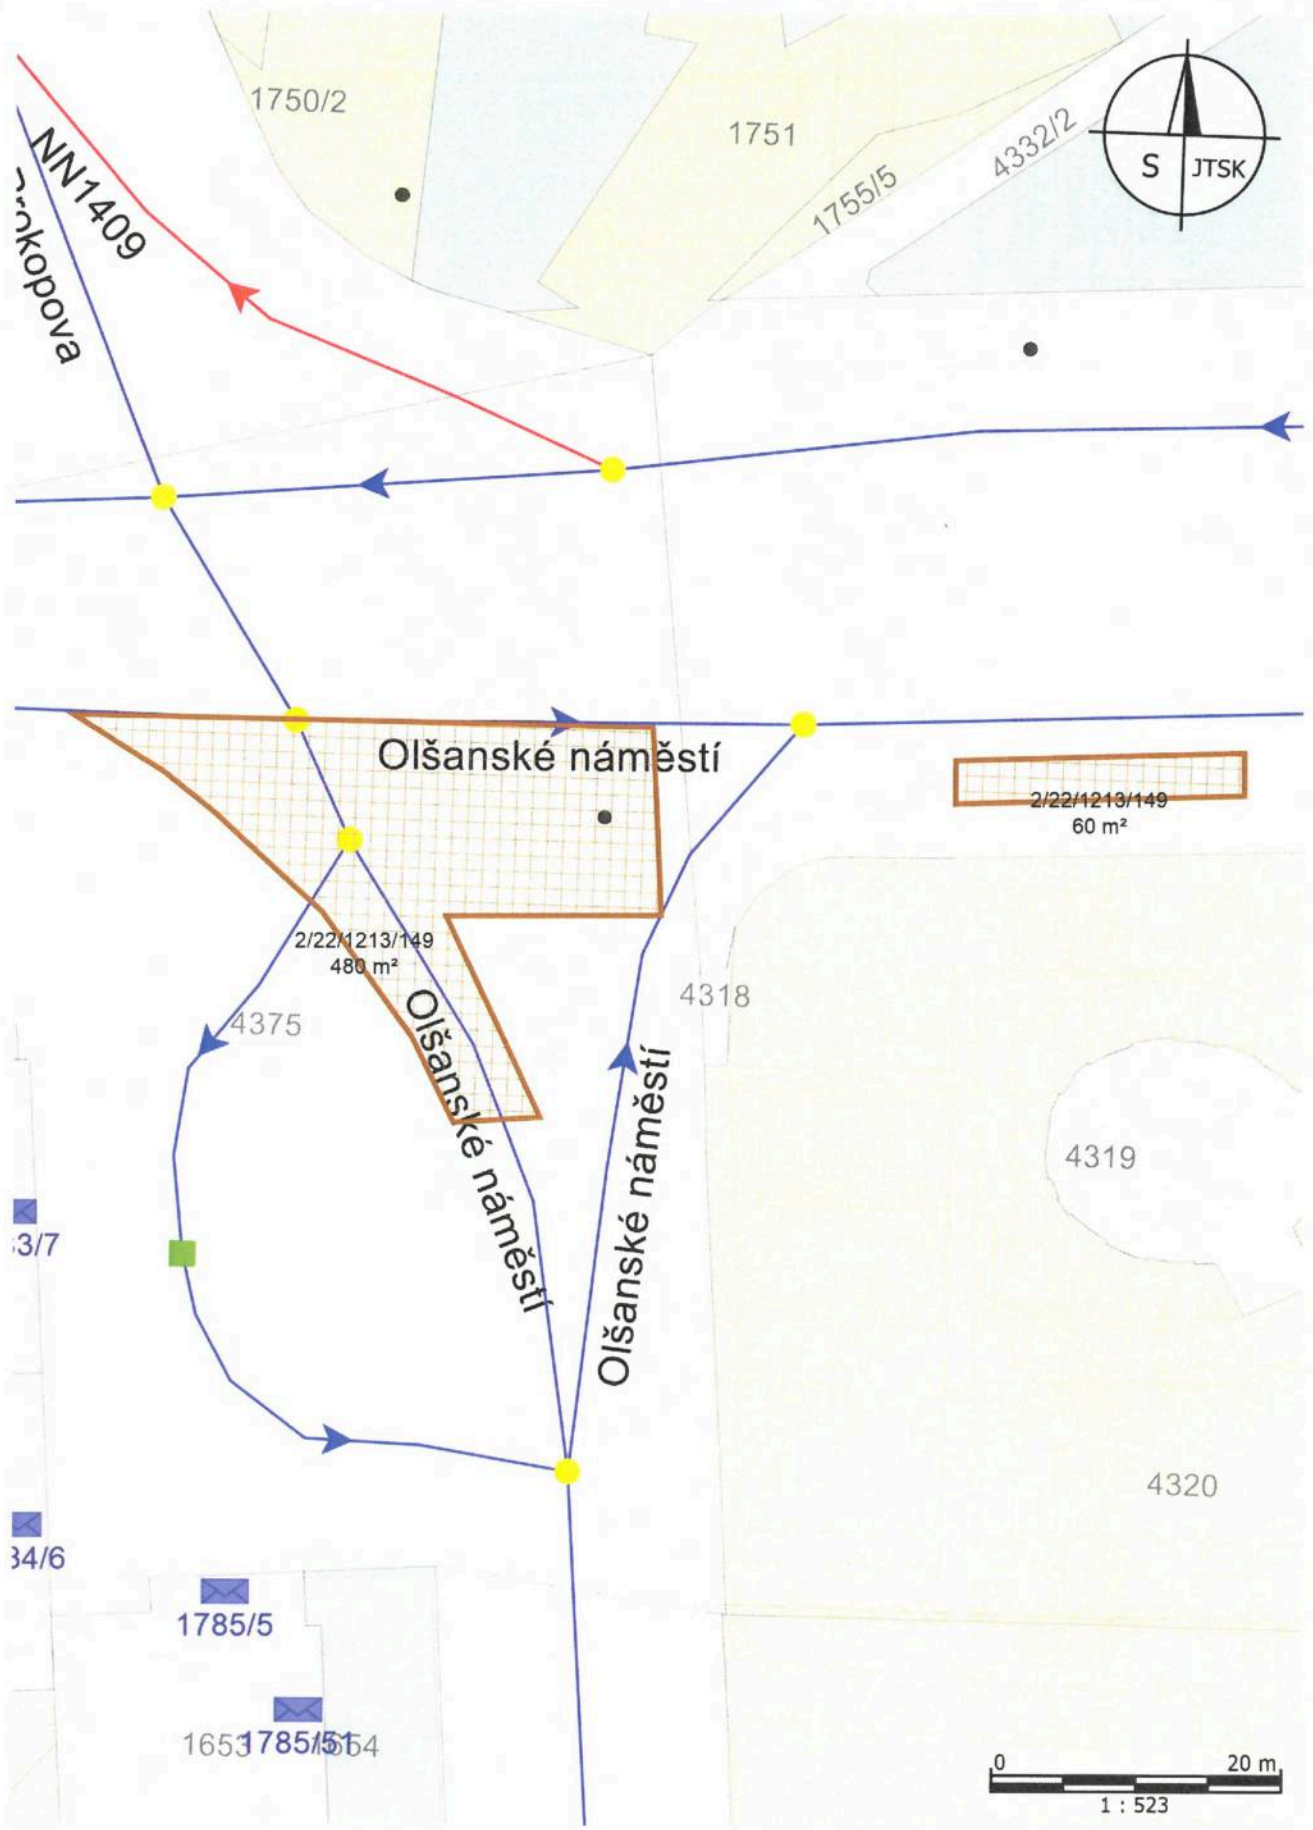 1750/2
1751
4332/2
1755/5
S JTSK
NN1409
Prokopova
Olšanské náměstí
2/22/1213/149
60 m²
2/22/1213/149
480 m²
4375
4318
Olšanské náměstí
Olšanské náměstí
4319
3/7
4320
34/6
1785/5
1653
1785/51
1654
0 20 m
1 : 523